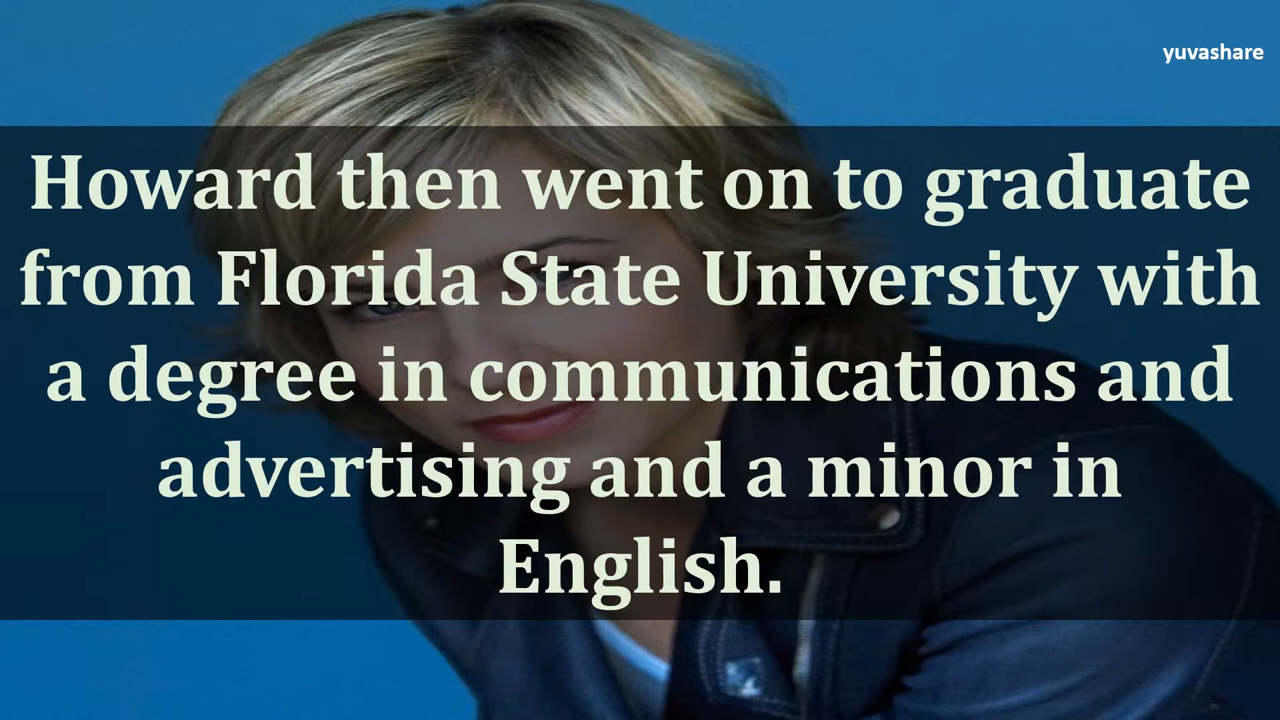 yuvashare
Howard then went on to graduate
from Florida State University with
a degree in communications and
advertising and a minor in
English.